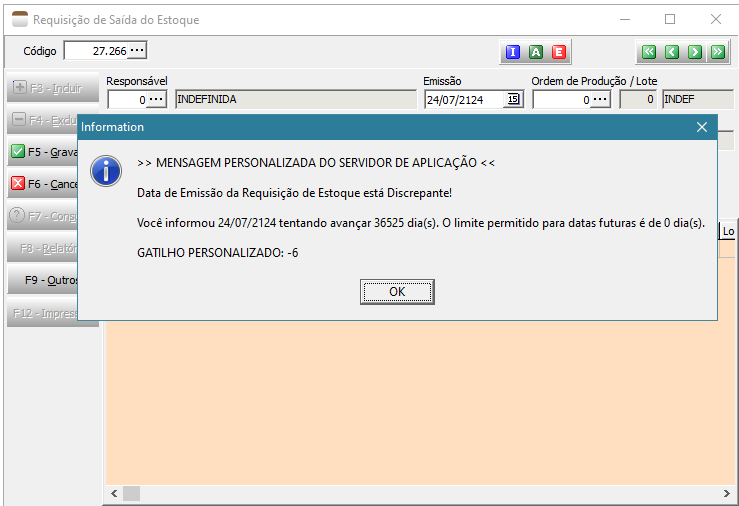 Requisição de Saída do Estoque
Código 27.266 ...
I A E
F3 - Incluir
Responsável
Emissão
Ordem de Produção / Lote
0 ...
INDEFINIDA
24/07/2124
15
0 ...
0
INDEF
F4 - Exclu
Information
>> MENSAGEM PERSONALIZADA DO SERVIDOR DE APLICAÇÃO <<
Data de Emissão da Requisição de Estoque está Discrepante!
Você informou 24/07/2124 tentando avançar 36525 dia(s). O limite permitido para datas futuras é de 0 dia(s).
GATILHO PERSONALIZADO: -6
OK
F5 - Grava
F6 - Cance
F7 - Consu
F8 - Relatór
F9 - Outros
F12 - Impress
Lo